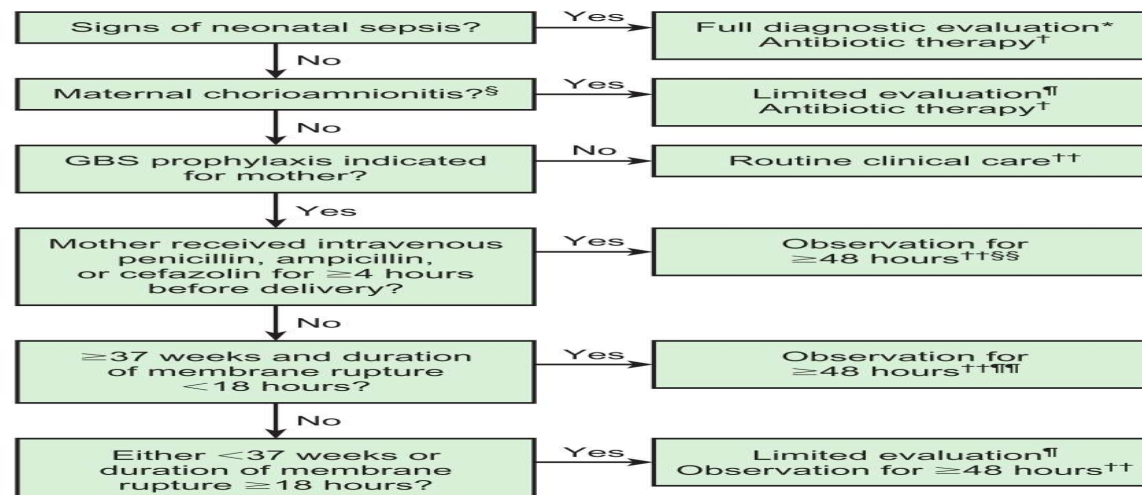 Signs of neonatal sepsis?
Yes
Full diagnostic evaluation*
Antibiotic therapy†
No
Maternal chorioamnionitis?§
Yes
Limited evaluation¶
Antibiotic therapy†
No
GBS prophylaxis indicated
for mother?
No
Routine clinical care††
Yes
Mother received intravenous
penicillin, ampicillin,
or cefazolin for ≥4 hours
before delivery?
Yes
Observation for
≥48 hours††§§
No
≥37 weeks and duration
of membrane rupture
<18 hours?
Yes
Observation for
≥48 hours††¶¶
No
Either <37 weeks or
duration of membrane
rupture ≥18 hours?
Yes
Limited evaluation¶
Observation for ≥48 hours††